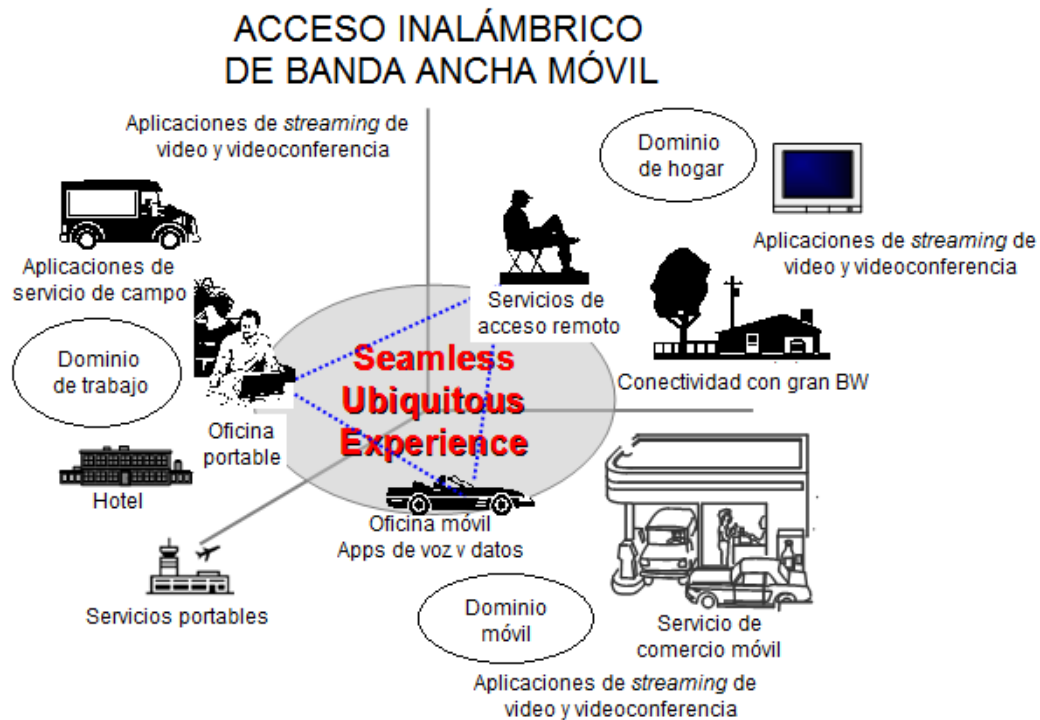 ACCESO INALÁMBRICO
DE BANDA ANCHA MÓVIL
Aplicaciones de streaming de
video y videoconferencia
Dominio
de hogar
Aplicaciones de
servicio de campo
Aplicaciones de streaming de
video y videoconferencia
Servicios de
acceso remoto
Dominio
de trabajo
Seamless
Ubiquitous
Experience
Conectividad con gran BW
Oficina
portable
Hotel
Oficina móvil
Apps de voz y datos
Servicios portables
Dominio
móvil
Servicio de
comercio móvil
Aplicaciones de streaming de
video y videoconferencia